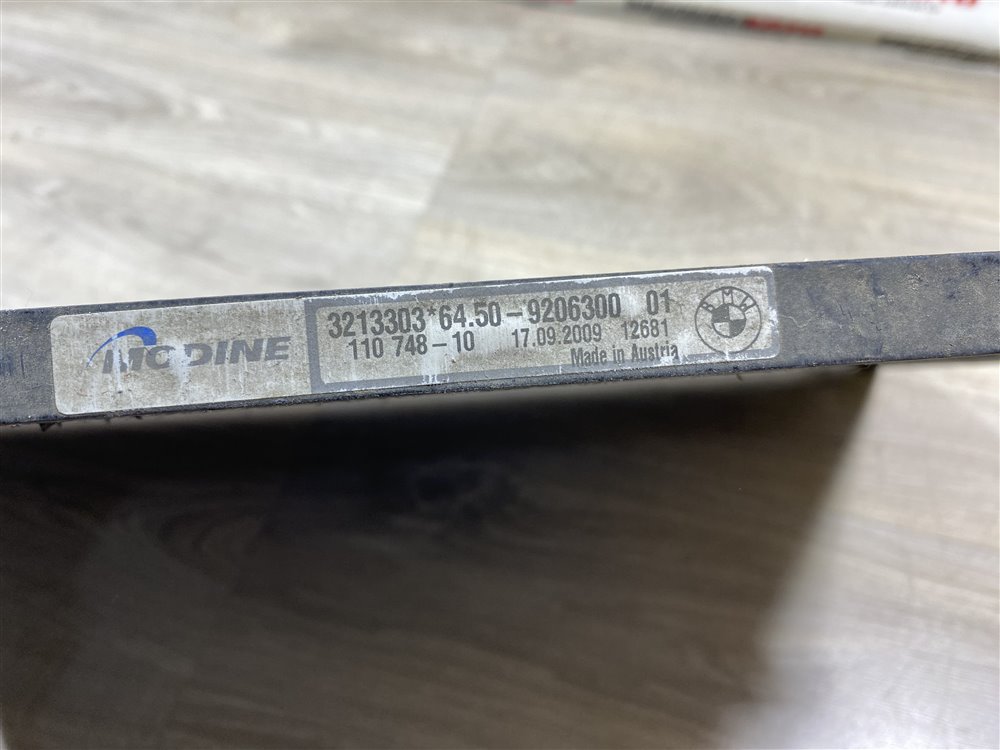 MODINE
3213303*64.50-9206300 01
110 748-10 17.09.2009 12681
Made in Austria
BMW